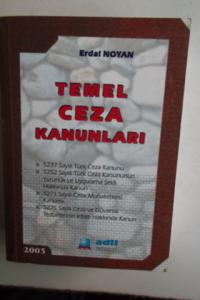 Erdal NOYAN
TEMEL
CEZA
KANUNLARI
» 5237 Sayılı Türk Ceza Kanunu
» 5252 Sayılı Türk Ceza Kanununun
Yürürlük ve Uygulama Şekli
Hakkında Kanun
» 5271 Sayılı Ceza Muhakemesi
Kanunu
» 5275 Sayılı Ceza ve Güvenlik
Tedbirlerinin İnfazı Hakkında Kanun
2005
adil